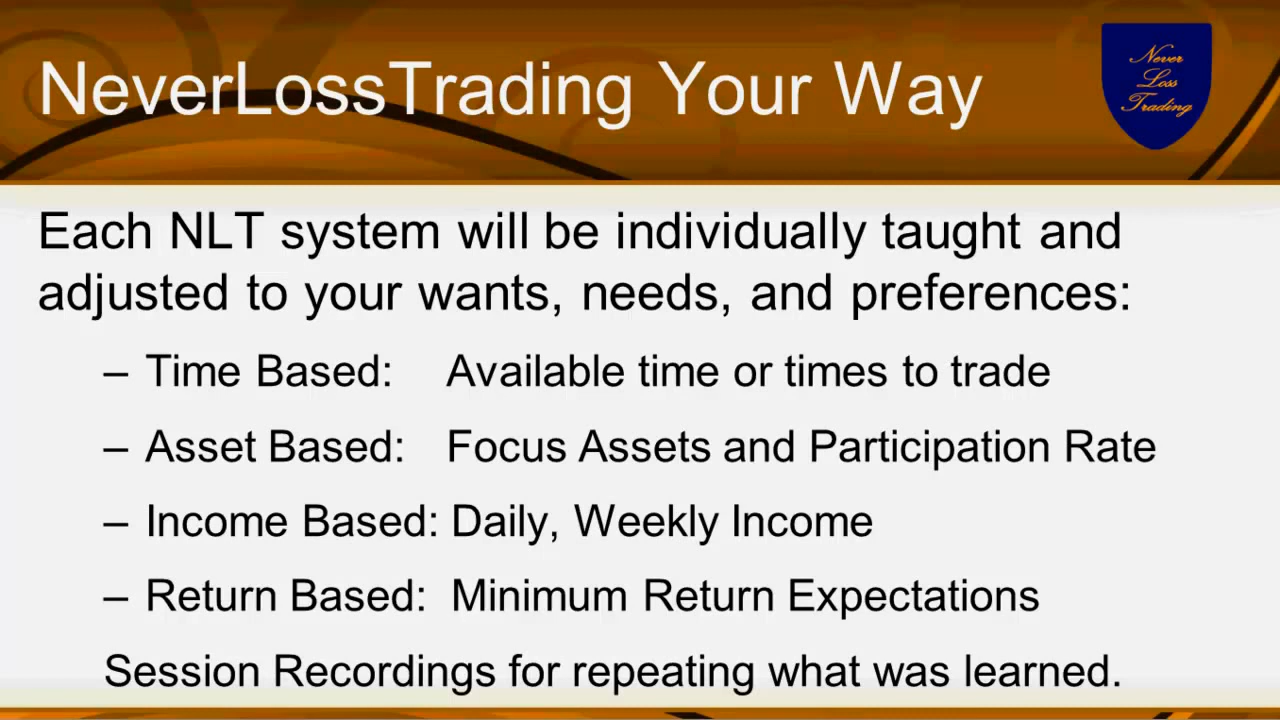 NeverLossTrading Your Way
Never
Loss
Trading
Each NLT system will be individually taught and
adjusted to your wants, needs, and preferences:
– Time Based: Available time or times to trade
– Asset Based: Focus Assets and Participation Rate
– Income Based: Daily, Weekly Income
– Return Based: Minimum Return Expectations
Session Recordings for repeating what was learned.